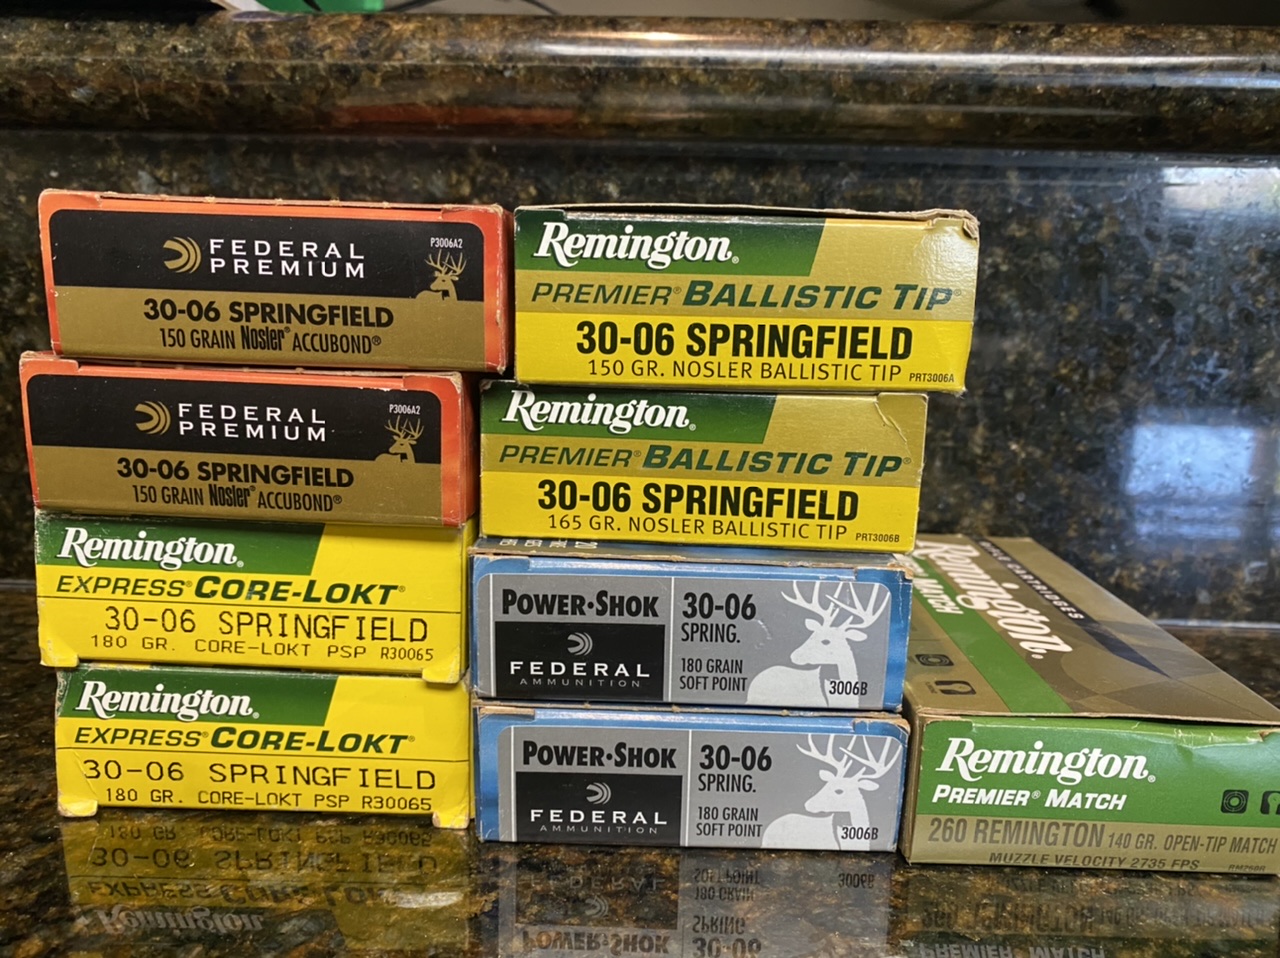 FEDERAL
PREMIUM
P3006A2
30-06 SPRINGFIELD
150 GRAIN Nosler® ACCUBOND®
FEDERAL
PREMIUM
P3006A2
30-06 SPRINGFIELD
150 GRAIN Nosler® ACCUBOND®
Remington®
EXPRESS® CORE-LOKT®
30-06 SPRINGFIELD
180 GR. CORE-LOKT PSP R30065
Remington®
EXPRESS® CORE-LOKT®
30-06 SPRINGFIELD
180 GR. CORE-LOKT PSP R30065
Remington®
PREMIER® BALLISTIC TIP®
30-06 SPRINGFIELD
150 GR. NOSLER BALLISTIC TIP PRT3006A
Remington®
PREMIER® BALLISTIC TIP®
30-06 SPRINGFIELD
165 GR. NOSLER BALLISTIC TIP PRT3006B
POWER•SHOK
FEDERAL
AMMUNITION
30-06
SPRING.
180 GRAIN
SOFT POINT
3006B
POWER•SHOK
FEDERAL
AMMUNITION
30-06
SPRING.
180 GRAIN
SOFT POINT
3006B
Remington®
CARTRIDGES
MATCH
Remington®
PREMIER® MATCH
260 REMINGTON 140 GR. OPEN-TIP MATCH
MUZZLE VELOCITY 2735 FPS